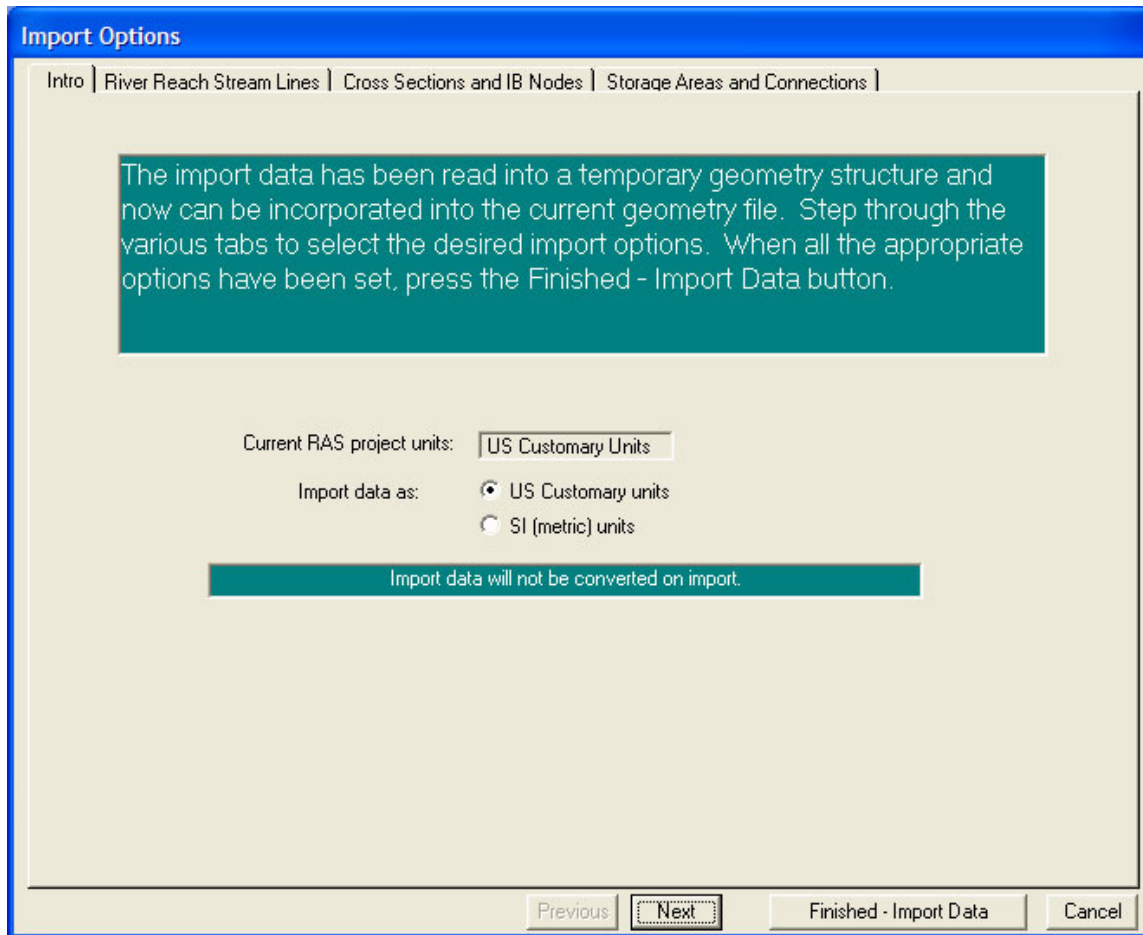 Import Options
Intro River Reach Stream Lines Cross Sections and IB Nodes Storage Areas and Connections
The import data has been read into a temporary geometry structure and
now can be incorporated into the current geometry file.  Step through the
various tabs to select the desired import options.  When all the appropriate
options have been set, press the Finished - Import Data button.
Current RAS project units: US Customary Units
Import data as: US Customary units
SI (metric) units
Import data will not be converted on import.
Previous Next Finished - Import Data Cancel